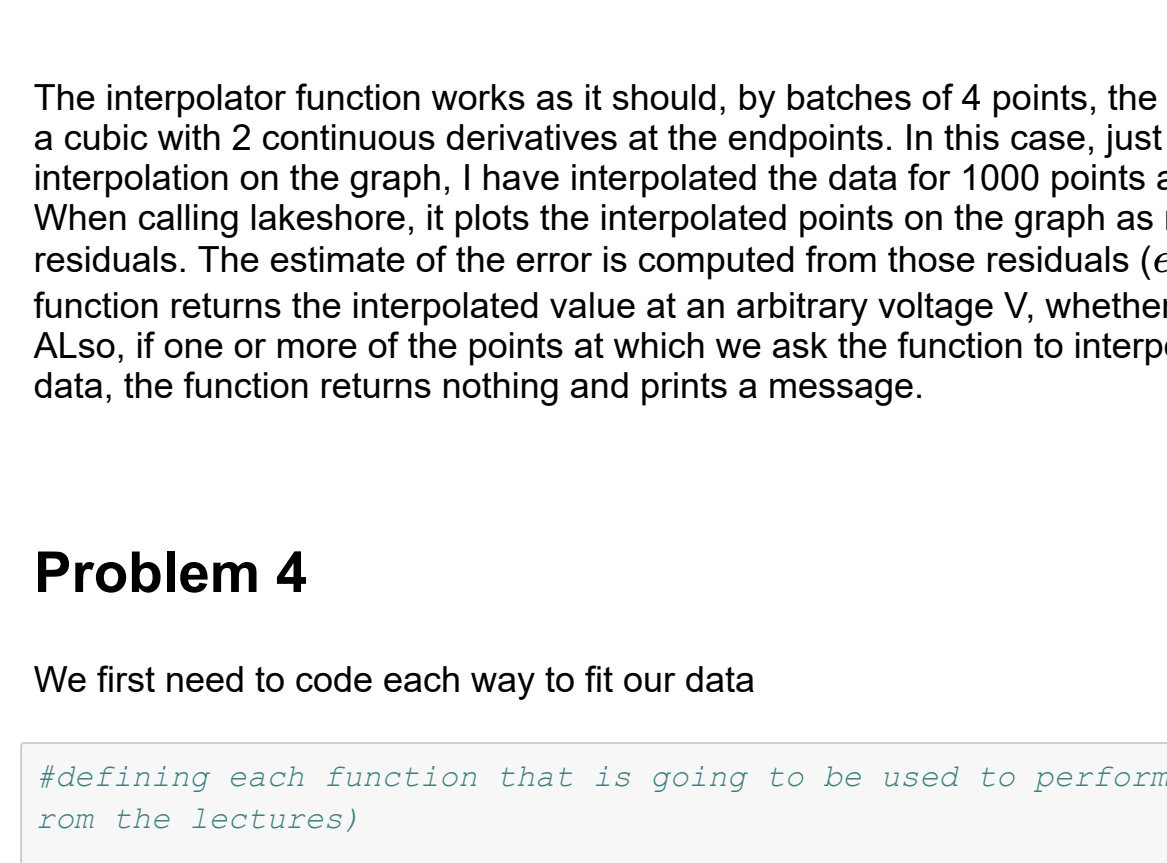 The interpolator function works as it should, by batches of 4 points, the
a cubic with 2 continuous derivatives at the endpoints. In this case, just
interpolation on the graph, I have interpolated the data for 1000 points
When calling lakeshore, it plots the interpolated points on the graph as
residuals. The estimate of the error is computed from those residuals (e
function returns the interpolated value at an arbitrary voltage V, whether
ALso, if one or more of the points at which we ask the function to interp
data, the function returns nothing and prints a message.
Problem 4
We first need to code each way to fit our data
#defining each function that is going to be used to perform
rom the lectures)